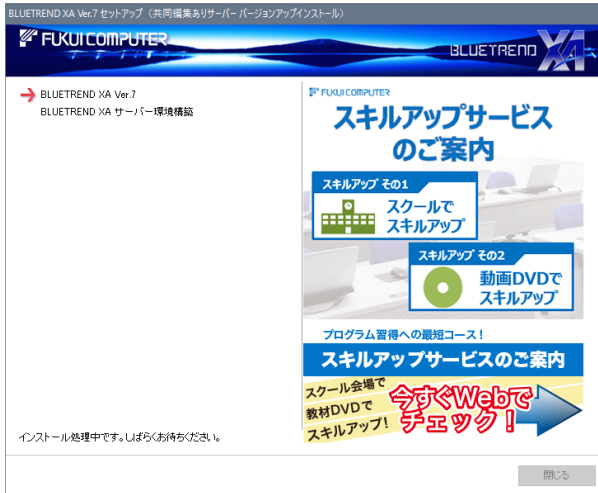 BLUETREND XA Ver.7 セットアップ（共同編集ありサーバー バージョンアップインストール）
FUKUI COMPUTER
BLUETREND XA
BLUETREND XA Ver.7
BLUETREND XA サーバー環境構築
FUKUI COMPUTER
スキルアップサービス
のご案内
スキルアップ その1
スクールで
スキルアップ
スキルアップ その2
動画DVDで
スキルアップ
プログラム習得への最短コース！
スキルアップサービスのご案内
スクール会場で
教材DVDで
スキルアップ!
今すぐWebで
チェック！
インストール処理中です。しばらくお待ちください。
閉じる